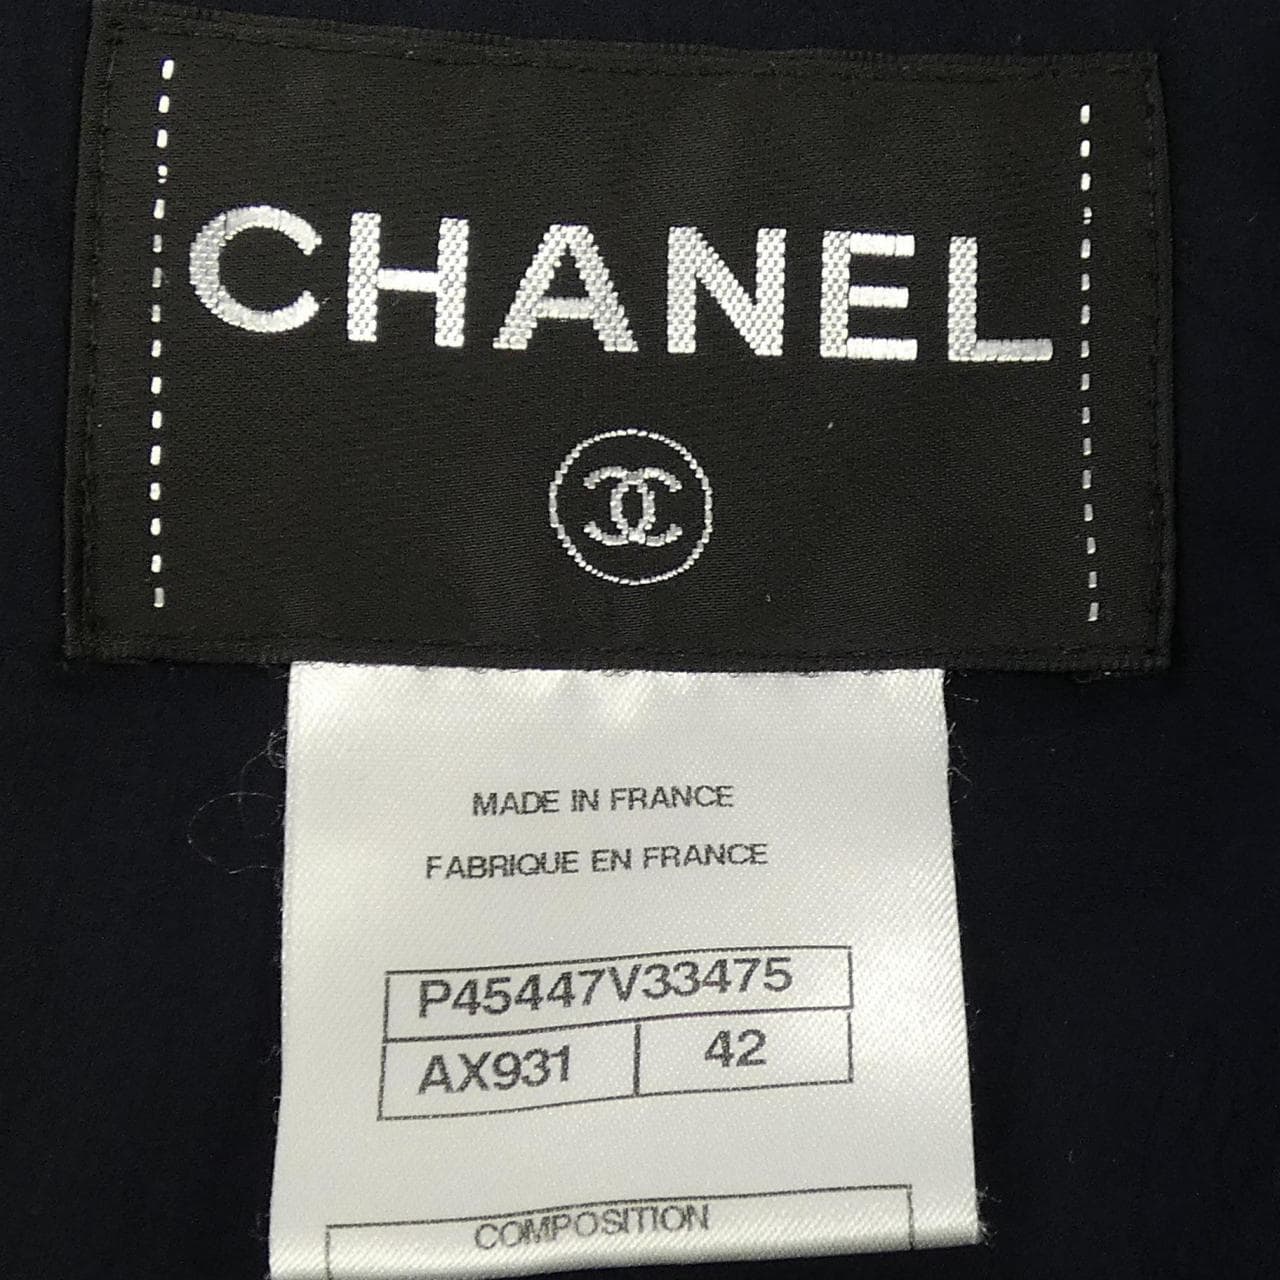 CHANEL
MADE IN FRANCE
FABRIQUE EN FRANCE
P45447V33475
AX931 42
COMPOSITION